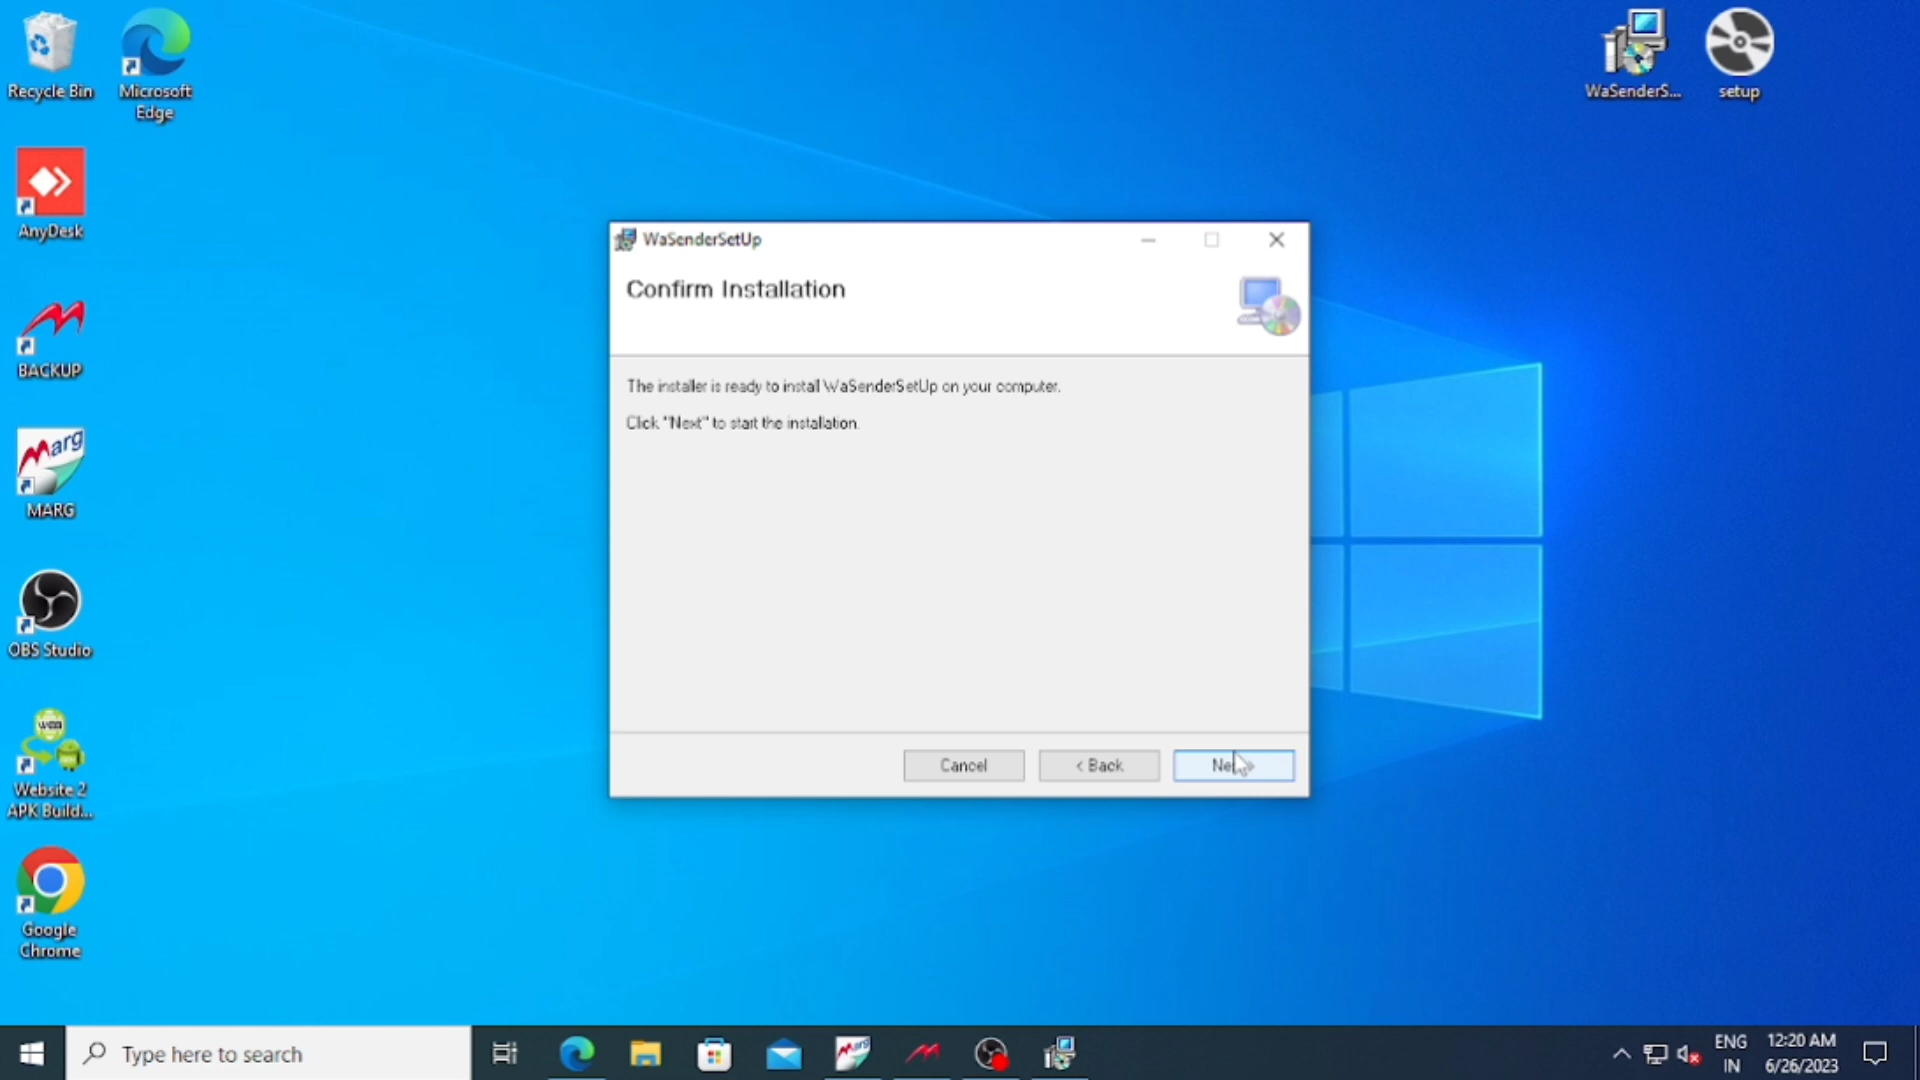 Recycle Bin
Microsoft
Edge
WaSenderS...
setup
AnyDesk
BACKUP
Marg
MARG
OBS Studio
Website 2
APK Build...
Google
Chrome
WaSenderSetUp
Confirm Installation
The installer is ready to install WaSenderSetUp on your computer.
Click "Next" to start the installation.
Cancel
< Back
Type here to search
ENG
IN
12:20 AM
6/26/2023